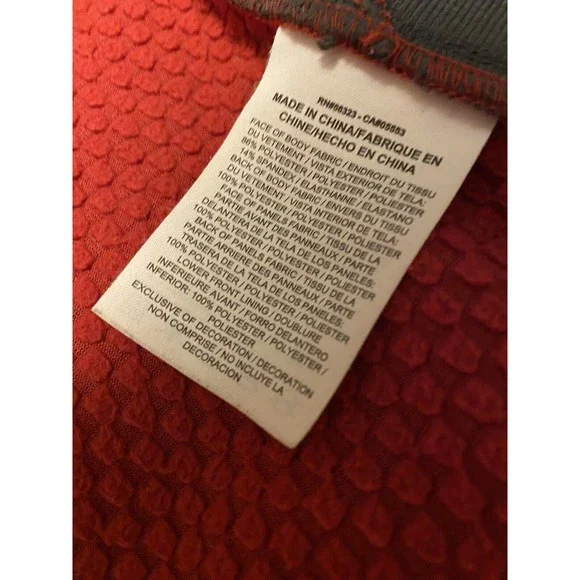 RN#56323 - CA#05553
MADE IN CHINA/FABRIQUE EN
CHINE/HECHO EN CHINA
FACE OF BODY FABRIC / ENDROIT DU TISSU
DU VETEMENT / VISTA EXTERIOR DE TELA:
86% POLYESTER / POLYESTER / POLIESTER
14% SPANDEX / ELASTHANNE / ELASTANO
BACK OF BODY FABRIC / ENVERS DU TISSU
DU VETEMENT / VISTA INTERIOR DE TELA:
100% POLYESTER / POLYESTER / POLIESTER
FACE OF PANELS FABRIC / TISSU DE LA
PARTIE AVANT DES PANNEAUX / PARTE
DELANTERA DE LA TELA DE LOS PANELES:
100% POLYESTER / POLYESTER / POLIESTER
BACK OF PANELS FABRIC / TISSU DE LA
PARTIE ARRIERE DES PANNEAUX / PARTE
TRASERA DE LA TELA DE LOS PANELES:
100% POLYESTER / POLYESTER / POLIESTER
LOWER FRONT LINING / DOUBLURE
INFERIEURE AVANT / FORRO DELANTERO
INFERIOR: 100% POLYESTER / POLYESTER /
POLIESTER
EXCLUSIVE OF DECORATION / DECORATION
NON COMPRISE / NO INCLUYE LA
DECORACION